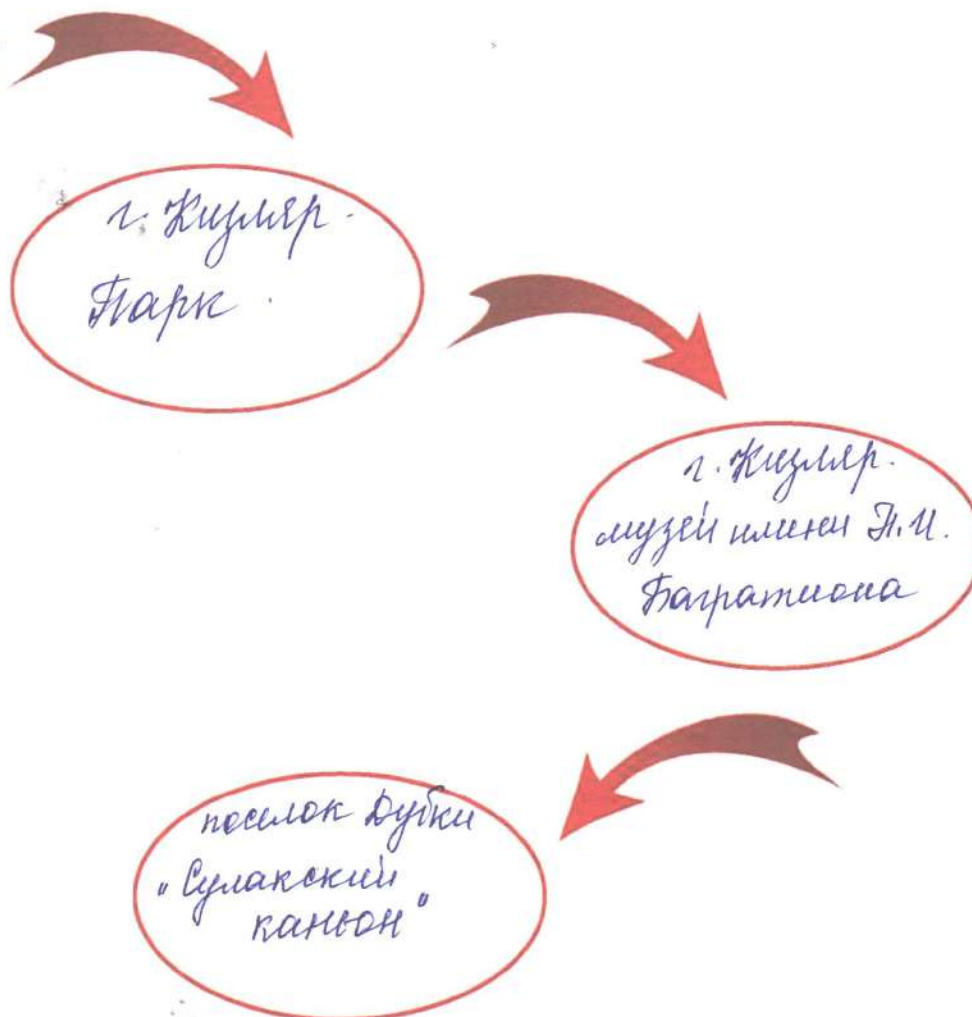 г. Кизляр.
Парк.
г. Кизляр.
музей имени П.И.
Багратиона
поселок Дубки
"Сулакский
каньон"